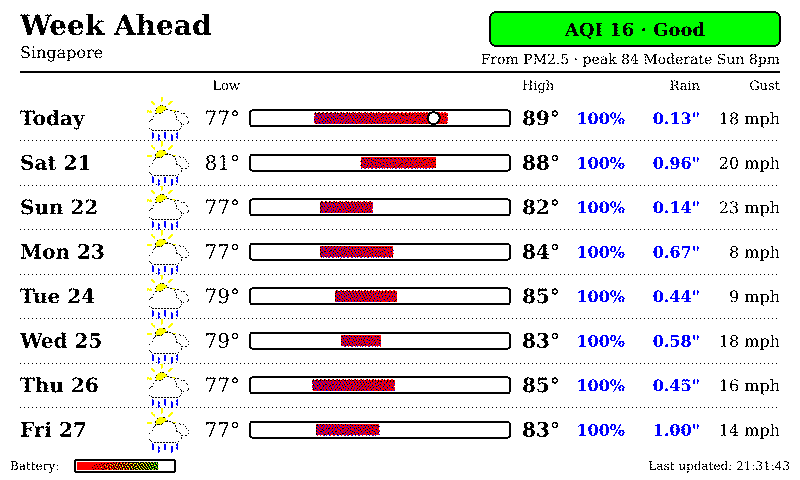 Week Ahead
AQI 16 · Good
Singapore
From PM2.5 · peak 84 Moderate Sun 8pm
Low High Rain Gust
Today 77° 89° 100% 0.13" 18 mph
Sat 21 81° 88° 100% 0.96" 20 mph
Sun 22 77° 82° 100% 0.14" 23 mph
Mon 23 77° 84° 100% 0.67" 8 mph
Tue 24 79° 85° 100% 0.44" 9 mph
Wed 25 79° 83° 100% 0.58" 18 mph
Thu 26 77° 85° 100% 0.45" 16 mph
Fri 27 77° 83° 100% 1.00" 14 mph
Battery: Last updated: 21:31:43